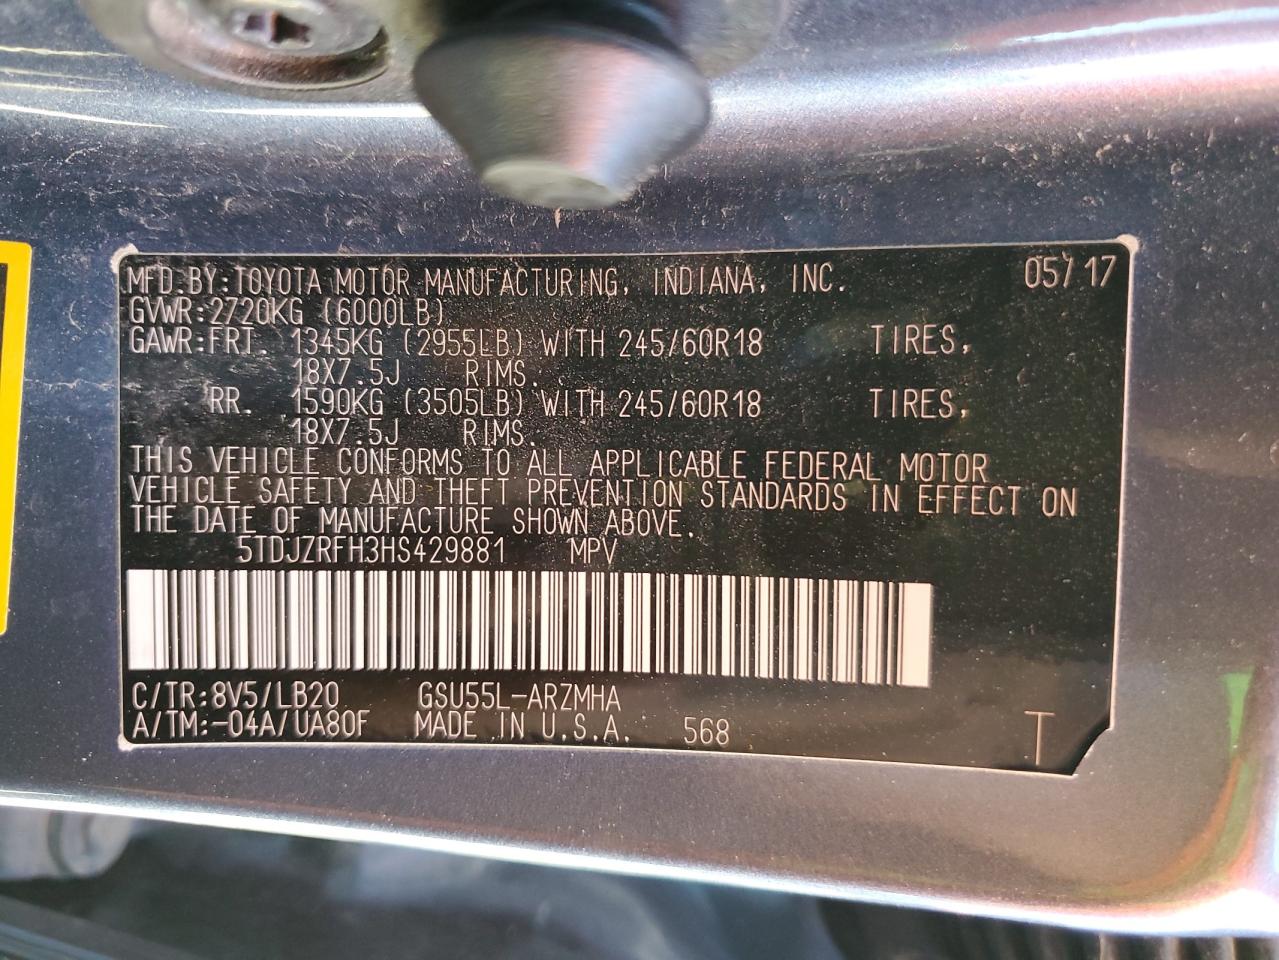 MFD.BY:TOYOTA MOTOR MANUFACTURING, INDIANA, INC. 05/17
GVWR:2720KG (6000LB)
GAWR:FRT. 1345KG (2955LB) WITH 245/60R18 TIRES,
18X7.5J RIMS.
RR. 1590KG (3505LB) WITH 245/60R18 TIRES,
18X7.5J RIMS.
THIS VEHICLE CONFORMS TO ALL APPLICABLE FEDERAL MOTOR
VEHICLE SAFETY AND THEFT PREVENTION STANDARDS IN EFFECT ON
THE DATE OF MANUFACTURE SHOWN ABOVE.
5TDJZRFH3HS429881 MPV
C/TR:8V5/LB20 GSU55L-ARZMHA
A/TM:-04A/UA80F MADE IN U.S.A. 568 T